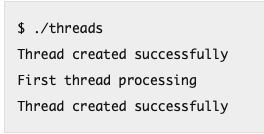 $ ./threads
Thread created successfully
First thread processing
Thread created successfully